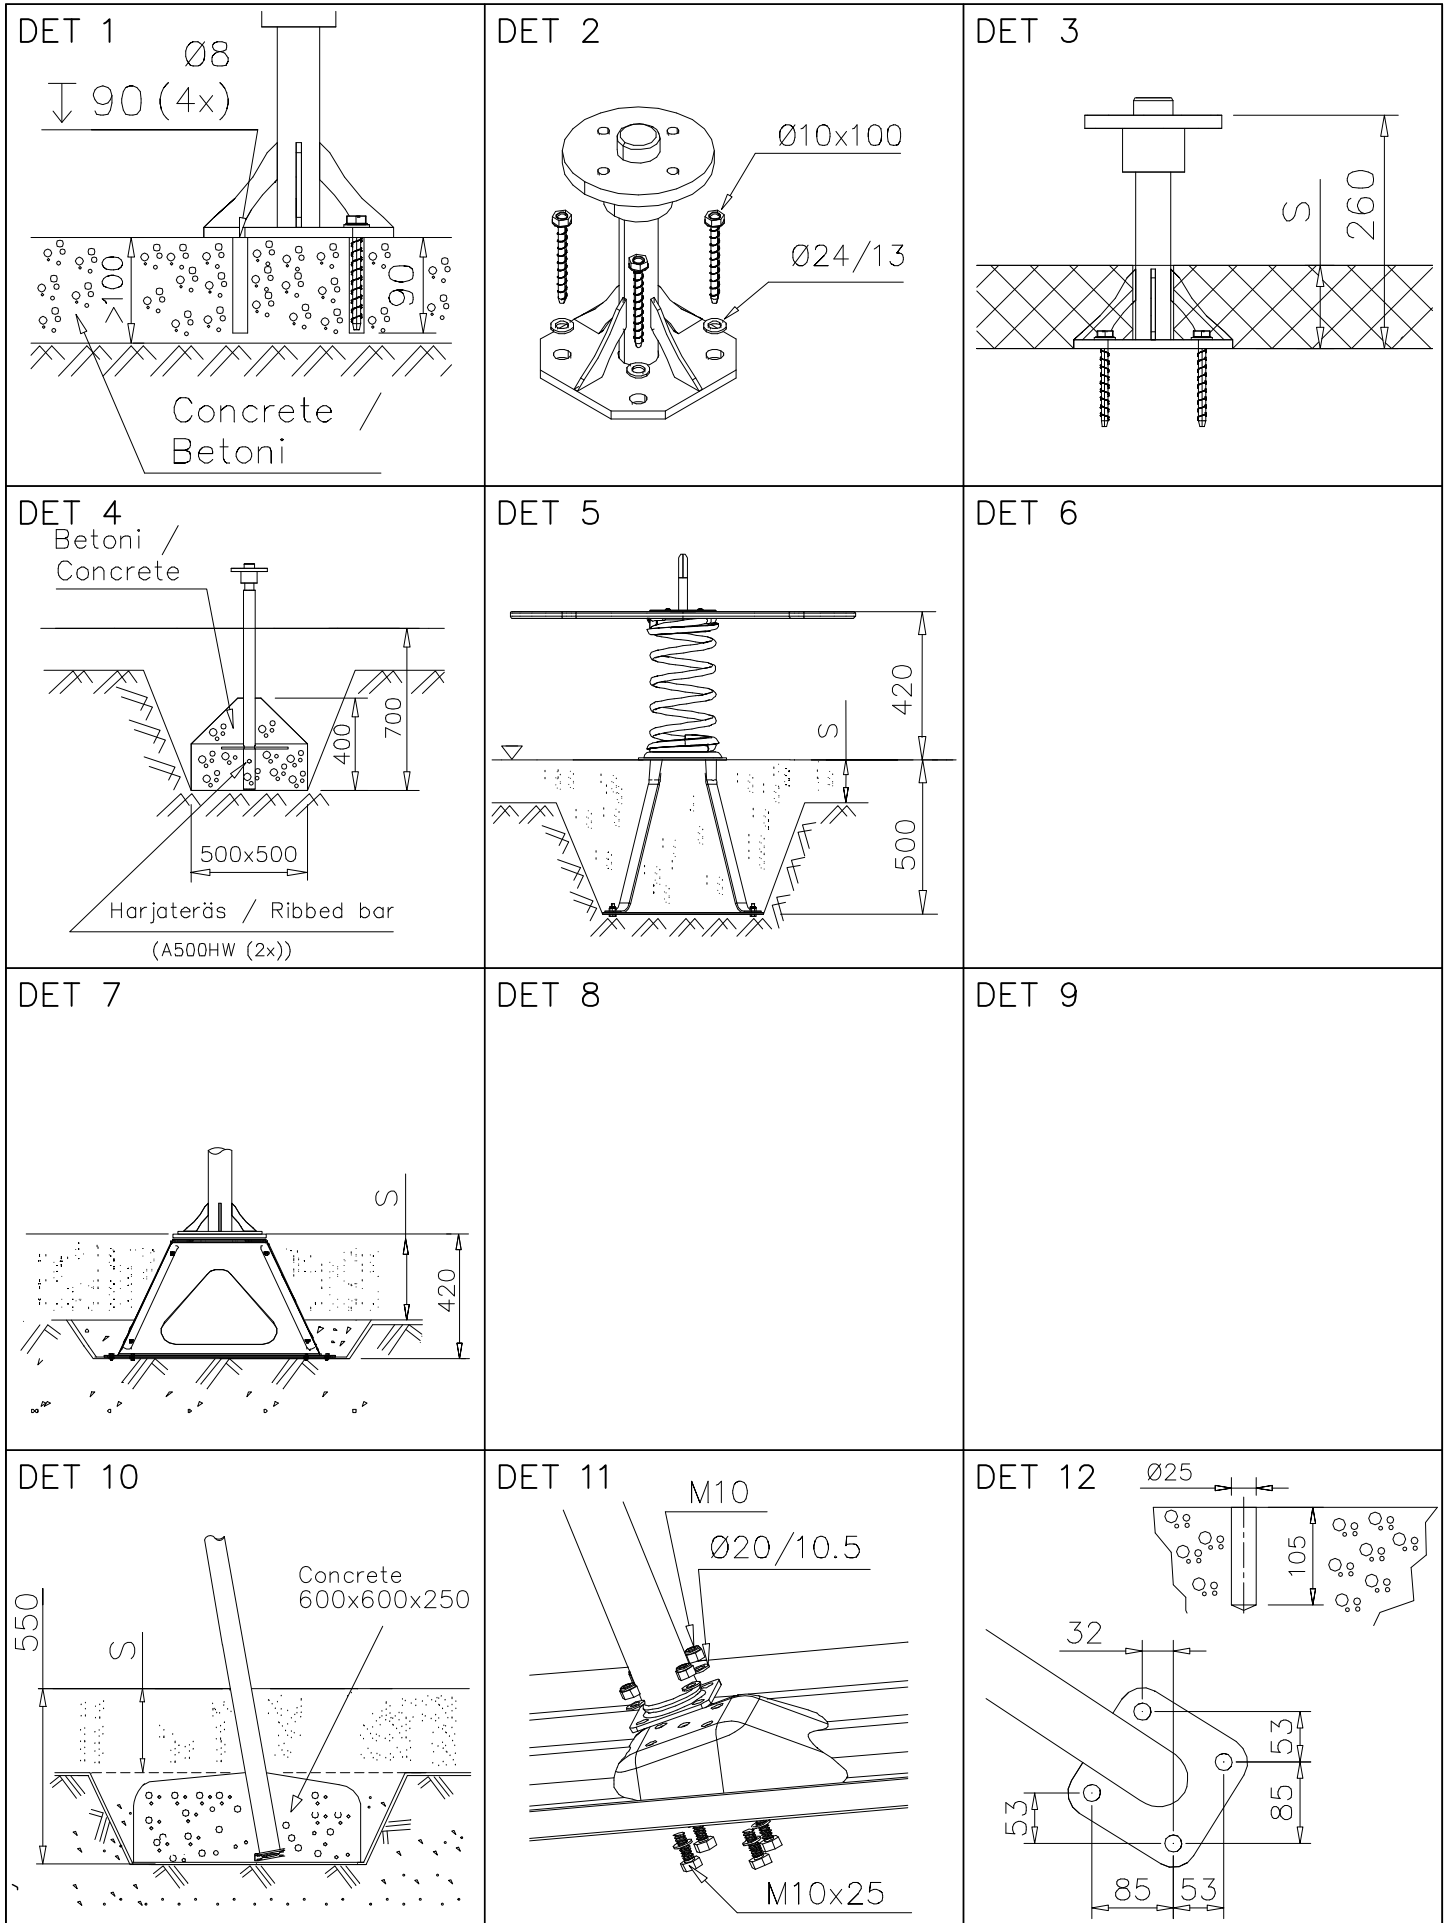 DET 1
Ø8
90 (4x)
>100
90
Concrete /
Betoni
DET 2
Ø10x100
Ø24/13
DET 3
S
260
DET 4
Betoni /
Concrete
400
700
500x500
Harjateräs / Ribbed bar
(A500HW (2x))
DET 5
420
S
500
DET 6
DET 7
S
420
DET 8
DET 9
DET 10
Concrete
600x600x250
550
S
DET 11
M10
Ø20/10.5
M10x25
DET 12
Ø25
105
32
53
85
53
85
53